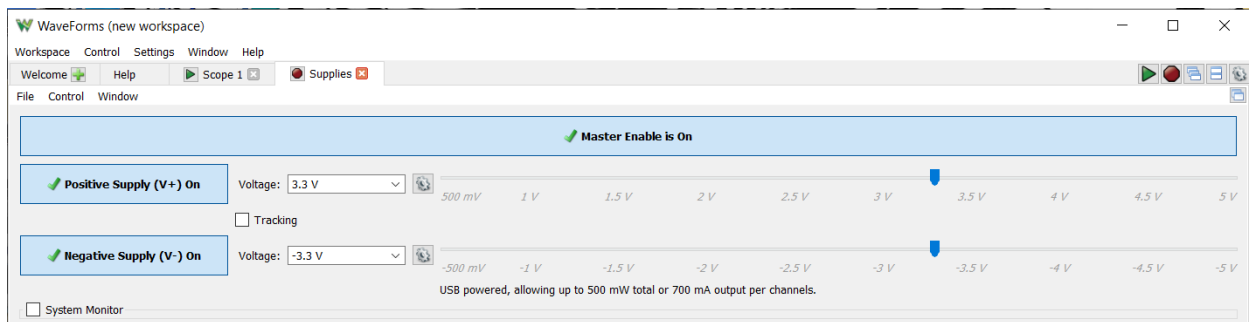 WaveForms (new workspace)
Workspace Control Settings Window Help
Welcome Help Scope 1 Supplies
File Control Window
Master Enable is On
Positive Supply (V+) On Voltage: 3.3 V
500 mV 1 V 1.5 V 2 V 2.5 V 3 V 3.5 V 4 V 4.5 V 5 V
Tracking
Negative Supply (V-) On Voltage: -3.3 V
-500 mV -1 V -1.5 V -2 V -2.5 V -3 V -3.5 V -4 V -4.5 V -5 V
USB powered, allowing up to 500 mW total or 700 mA output per channels.
System Monitor